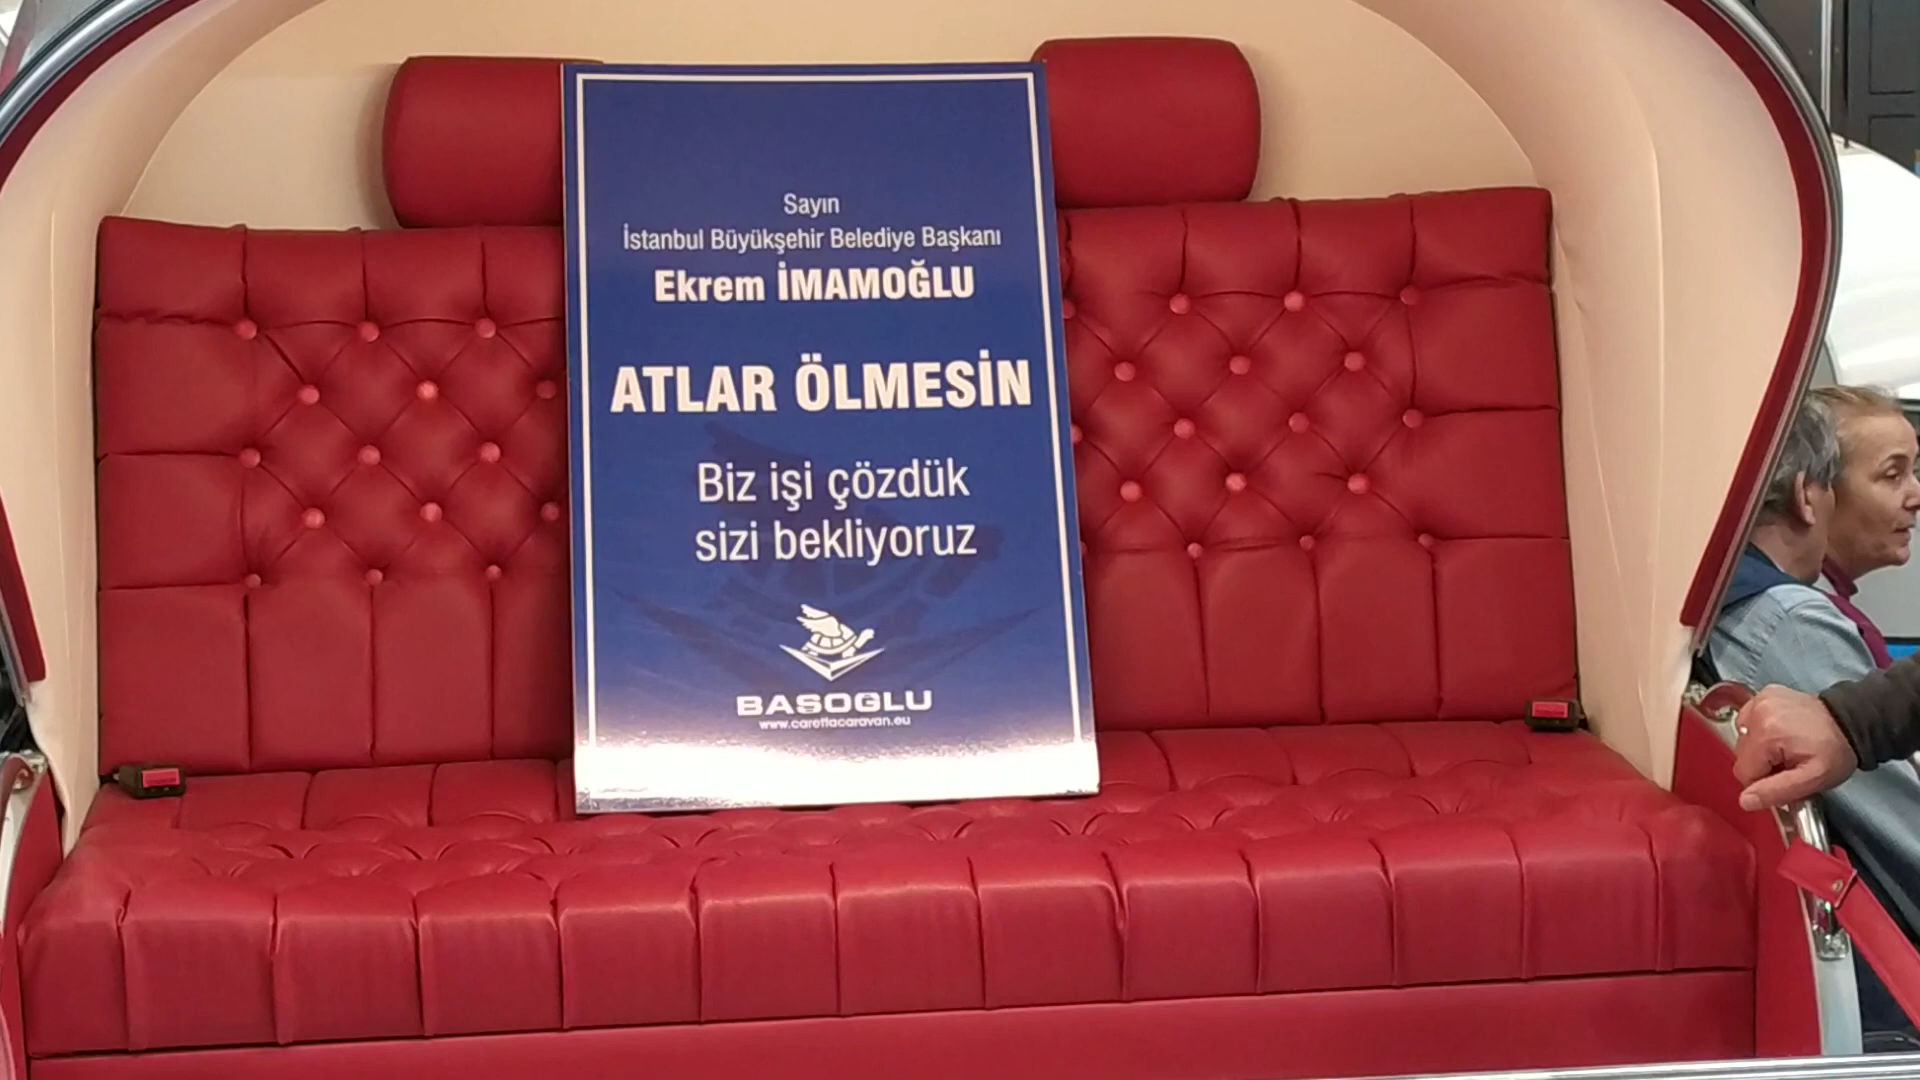 Sayın
İstanbul Büyükşehir Belediye Başkanı
Ekrem İMAMOĞLU
ATLAR ÖLMESİN
Biz işi çözdük
sizi bekliyoruz
BASOGLU
www.carettacaravan.eu